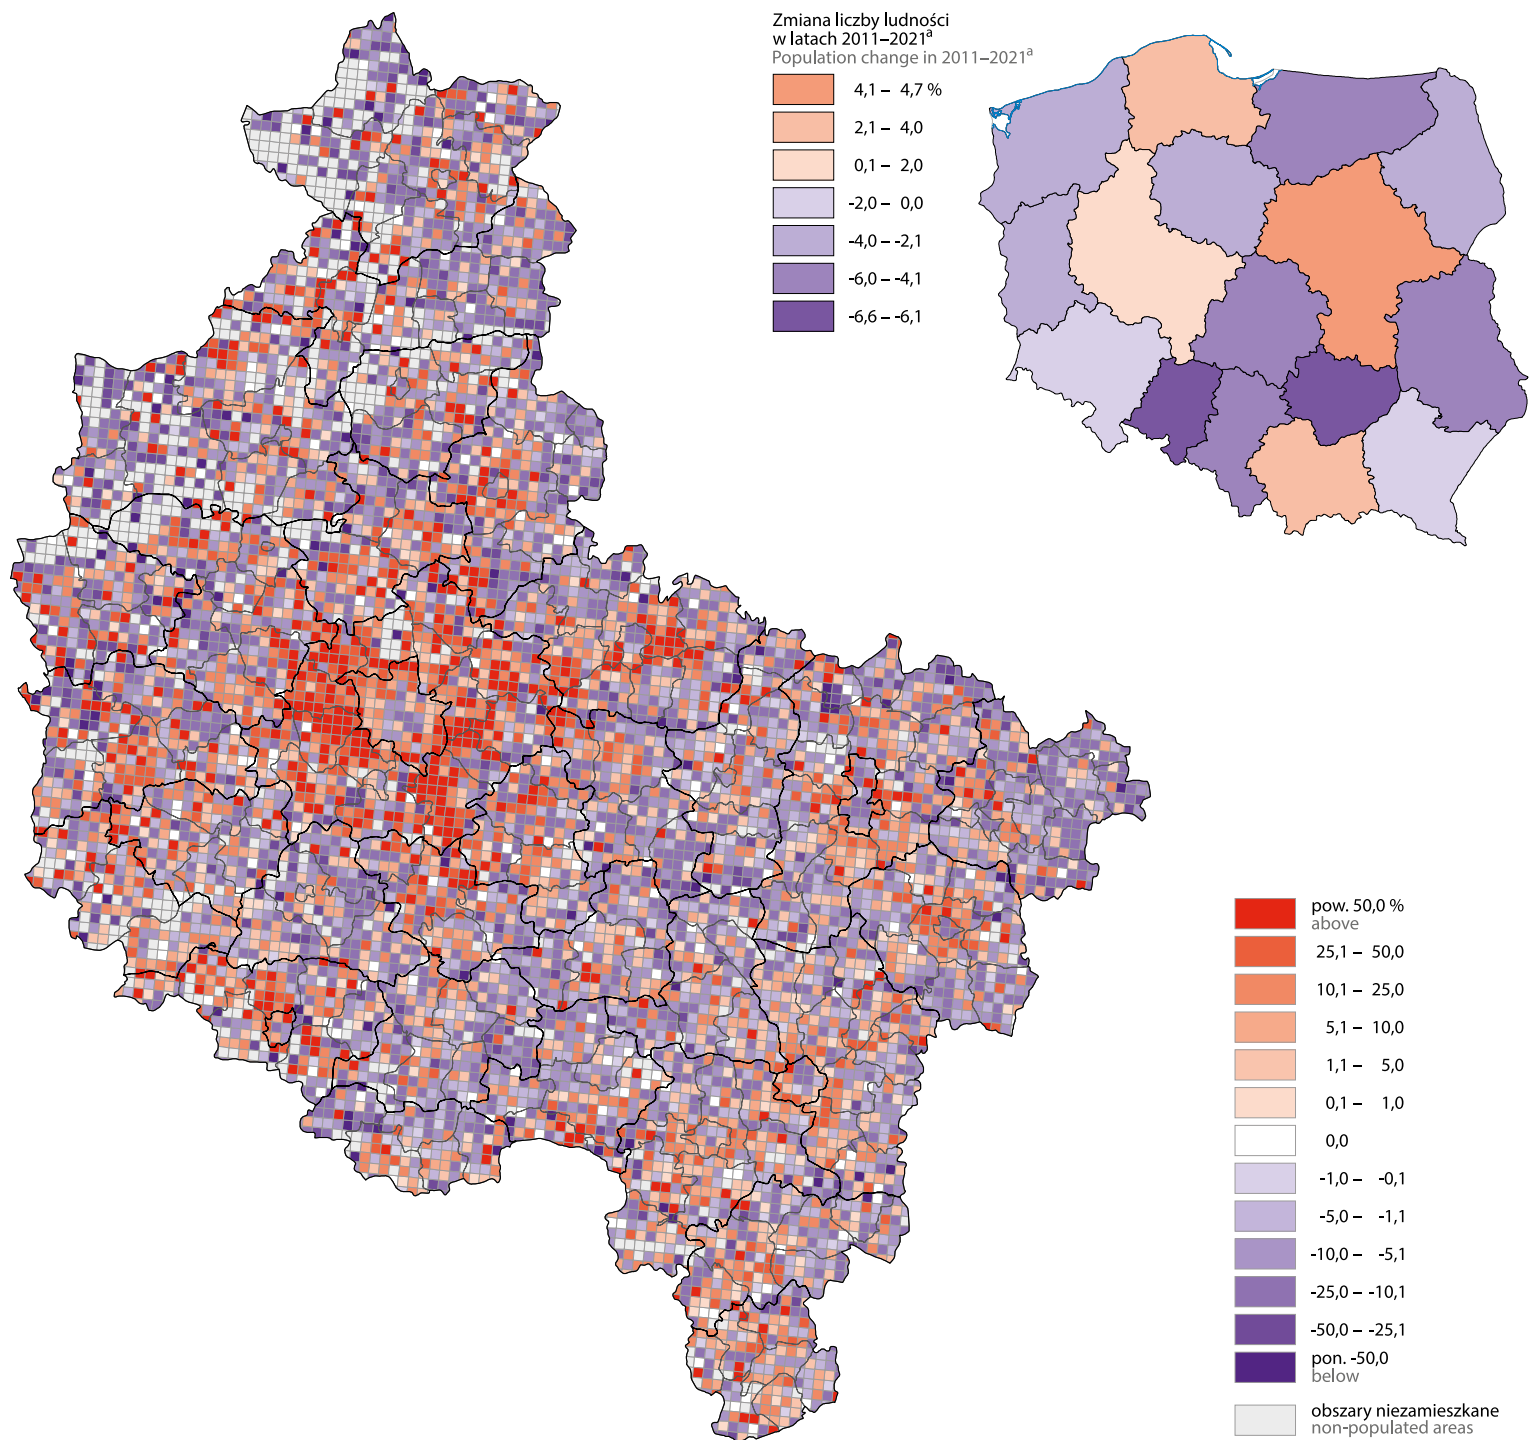 Zmiana liczby ludności
w latach 2011–2021ᵃ
Population change in 2011–2021ᵃ
4,1 – 4,7 %
2,1 – 4,0
0,1 – 2,0
-2,0 – 0,0
-4,0 – -2,1
-6,0 – -4,1
-6,6 – -6,1
pow. 50,0 %
above
25,1 – 50,0
10,1 – 25,0
5,1 – 10,0
1,1 – 5,0
0,1 – 1,0
0,0
-1,0 – -0,1
-5,0 – -1,1
-10,0 – -5,1
-25,0 – -10,1
-50,0 – -25,1
pon. -50,0
below
obszary niezamieszkane
non-populated areas